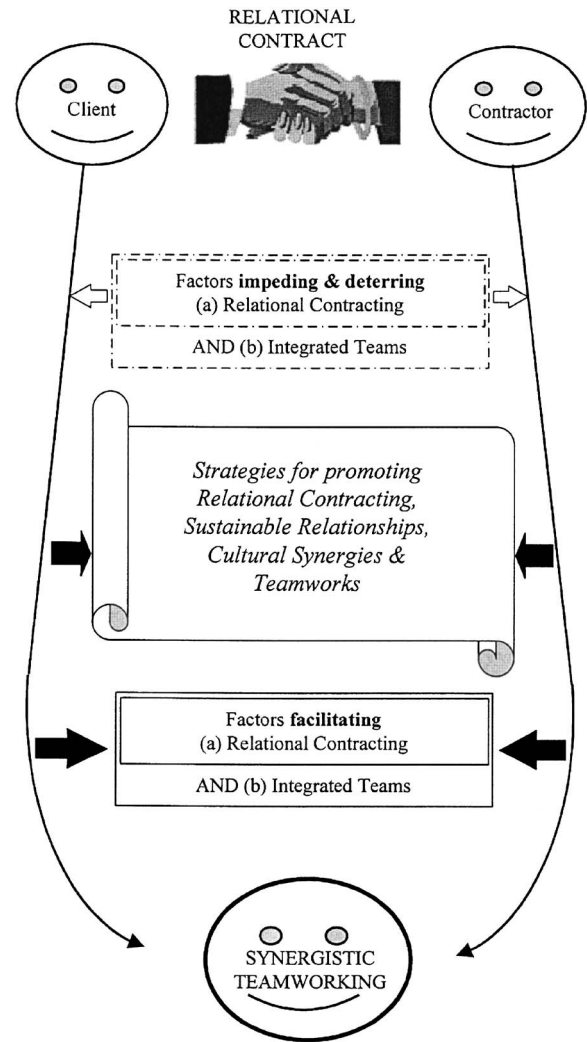 RELATIONAL
CONTRACT
Client
Contractor
Factors impeding & deterring
(a) Relational Contracting
AND (b) Integrated Teams
Strategies for promoting
Relational Contracting,
Sustainable Relationships,
Cultural Synergies &
Teamworks
Factors facilitating
(a) Relational Contracting
AND (b) Integrated Teams
SYNERGISTIC
TEAMWORKING